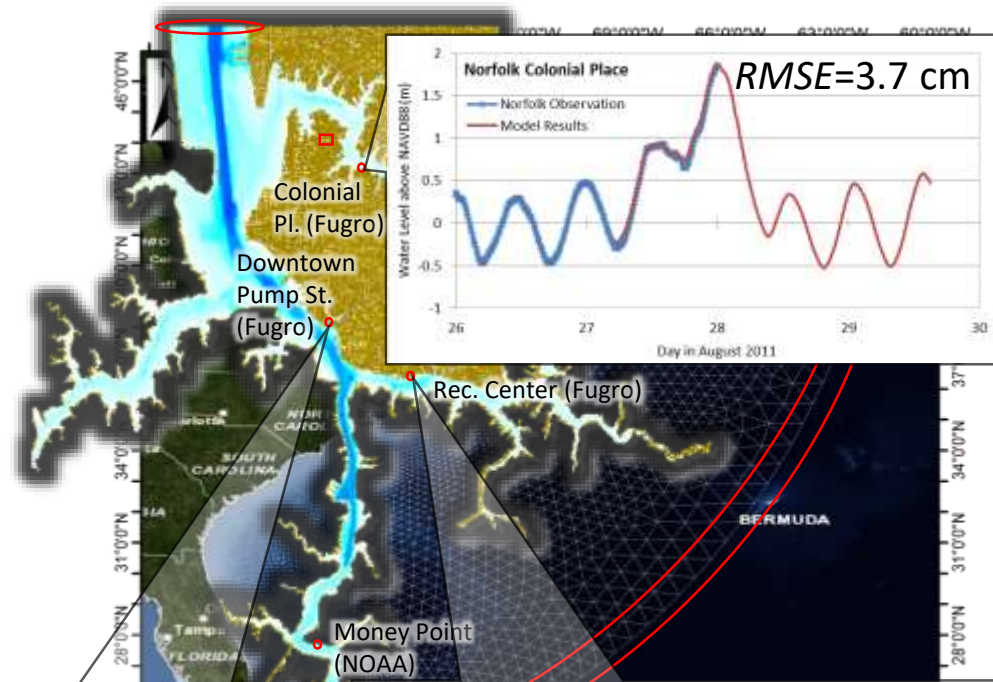 69°0'0"W
66°0'0"W
63°0'0"W
60°0'0"W
46°0'0"N
Norfolk Colonial Place
RMSE=3.7 cm
Norfolk Observation
Model Results
Water Level above NAVD88(m)
2
1.5
1
0.5
0
-0.5
-1
26
27
28
29
30
Day in August 2011
Colonial
Pl. (Fugro)
Downtown
Pump St.
(Fugro)
Rec. Center (Fugro)
SOUTH
CAROLINA
34°0'0"N
34°0'0"N
BERMUDA
31°0'0"N
31°0'0"N
Money Point
(NOAA)
Tampa
FLORIDA
28°0'0"N
28°0'0"N